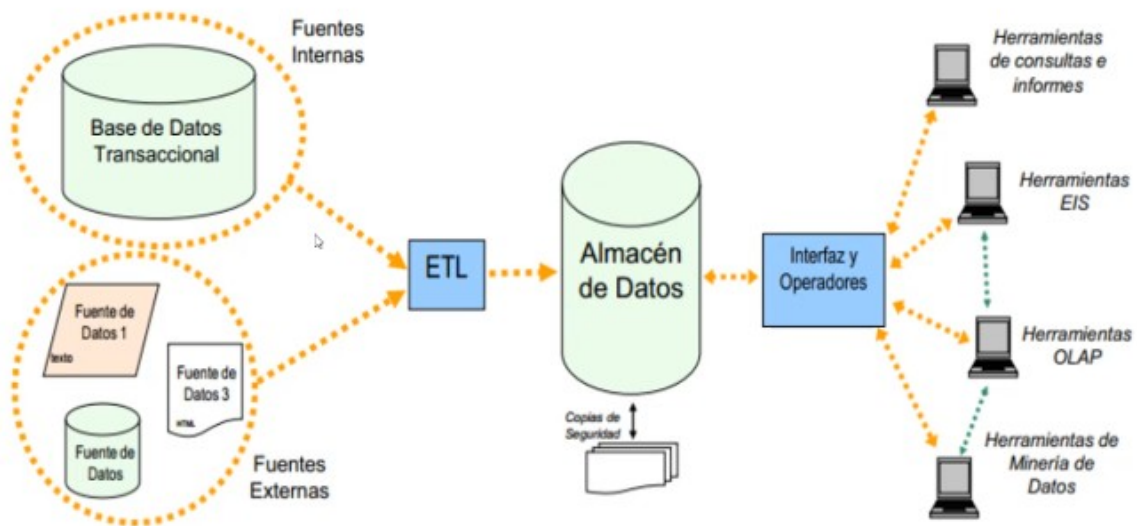 Fuentes
Internas
Base de Datos
Transaccional
Fuente de
Datos 1
texto
Fuente de
Datos 3
HTML
Fuente de
Datos
Fuentes
Externas
ETL
Almacén
de Datos
Copias de
Seguridad
Interfaz y
Operadores
Herramientas
de consultas e
informes
Herramientas
EIS
Herramientas
OLAP
Herramientas de
Minería de
Datos